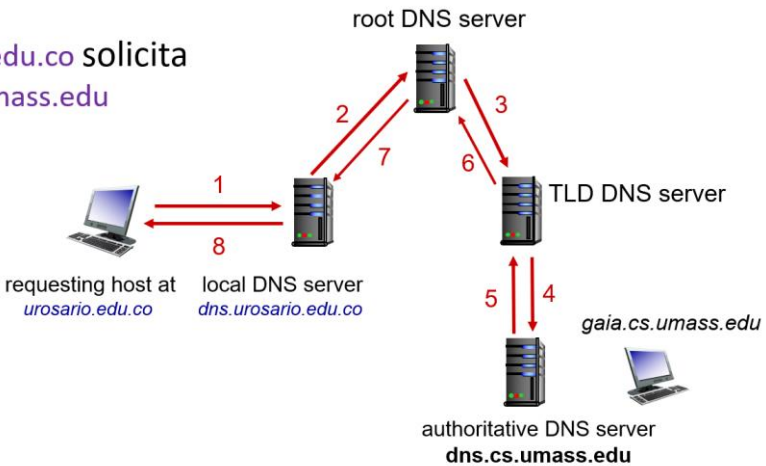 root DNS server
edu.co solicita
mass.edu
2
3
7
6
1
TLD DNS server
8
requesting host at
urosario.edu.co
local DNS server
dns.urosario.edu.co
5
4
gaia.cs.umass.edu
authoritative DNS server
dns.cs.umass.edu